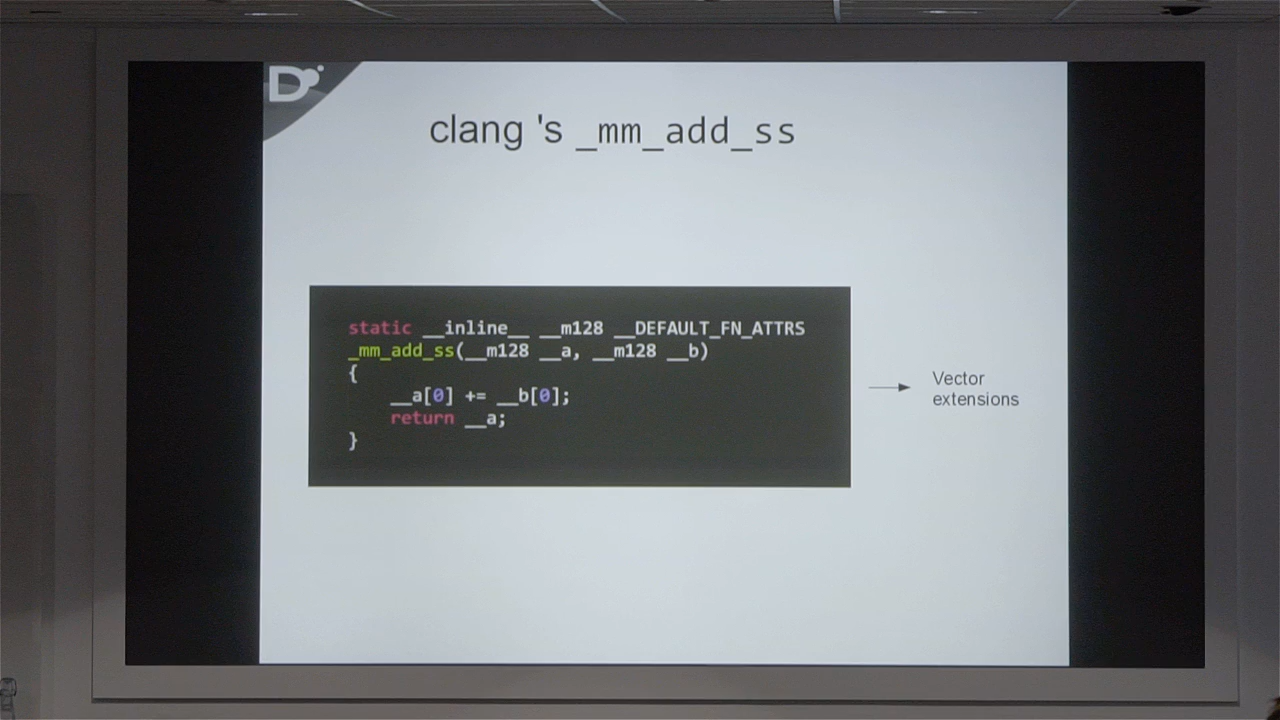 D
clang 's _mm_add_ss
static __inline__ __m128 __DEFAULT_FN_ATTRS
_mm_add_ss(__m128 __a, __m128 __b)
{
__a[0] += __b[0];
return __a;
}
Vector
extensions